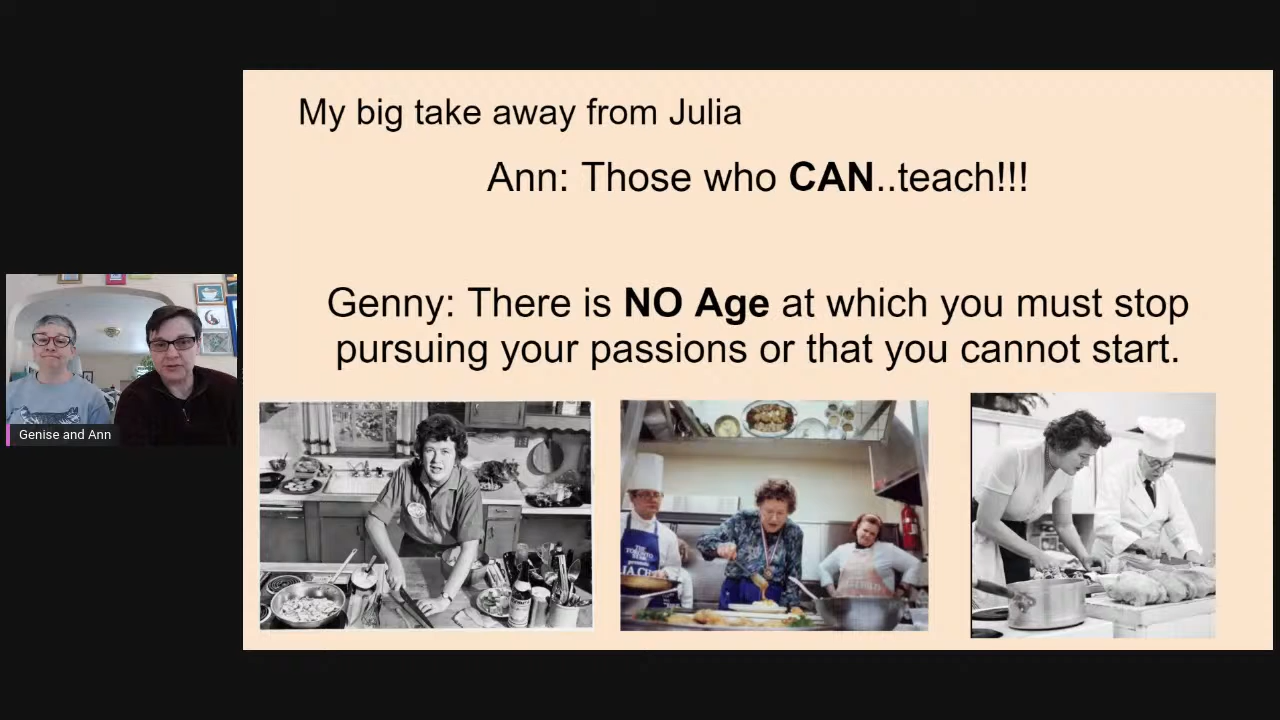 My big take away from Julia
Ann: Those who CAN..teach!!!
Genny: There is NO Age at which you must stop
pursuing your passions or that you cannot start.
Genise and Ann